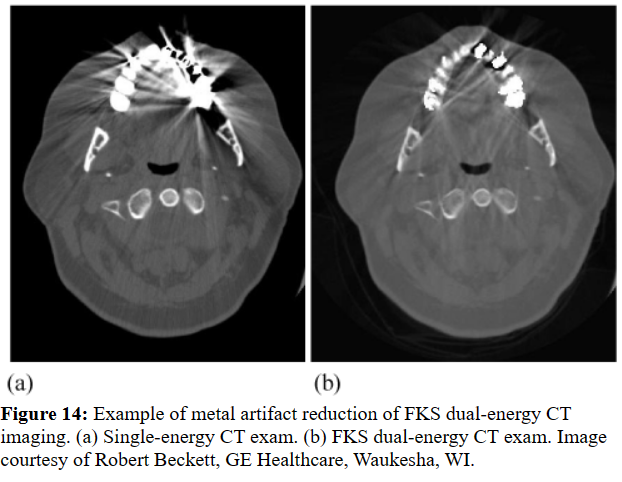 (a)
(b)
Figure 14: Example of metal artifact reduction of FKS dual-energy CT
imaging. (a) Single-energy CT exam. (b) FKS dual-energy CT exam. Image
courtesy of Robert Beckett, GE Healthcare, Waukesha, WI.